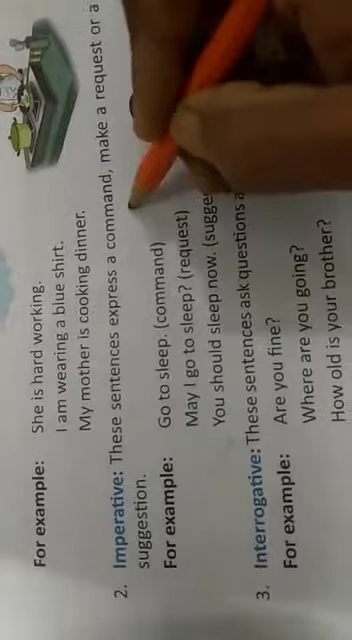 For example: She is hard working.
I am wearing a blue shirt.
My mother is cooking dinner.
2. Imperative: These sentences express a command, make a request or a
suggestion.
For example: Go to sleep. (command)
May I go to sleep? (request)
You should sleep now. (sugges
3. Interrogative: These sentences ask questions a
For example: Are you fine?
Where are you going?
How old is your brother?